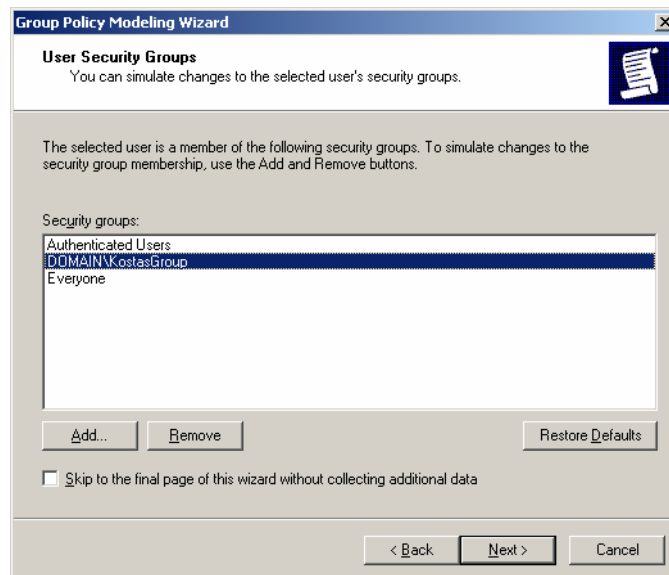 Group Policy Modeling Wizard
User Security Groups
You can simulate changes to the selected user's security groups.
The selected user is a member of the following security groups. To simulate changes to the
security group membership, use the Add and Remove buttons.
Security groups:
Authenticated Users
DOMAIN\KostasGroup
Everyone
Add...
Remove
Restore Defaults
Skip to the final page of this wizard without collecting additional data
< Back
Next >
Cancel